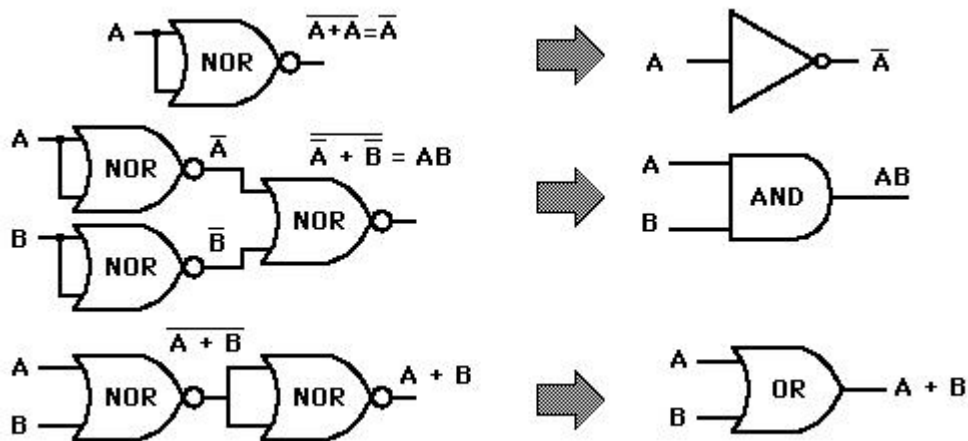 A NOR A̅+̅A̅=A̅ A A̅
A NOR A̅ A̅ + B̅ = AB NOR A AND AB
B NOR B̅ B
A NOR A̅ ̅+̅ ̅B̅ NOR A + B A OR A + B
B B